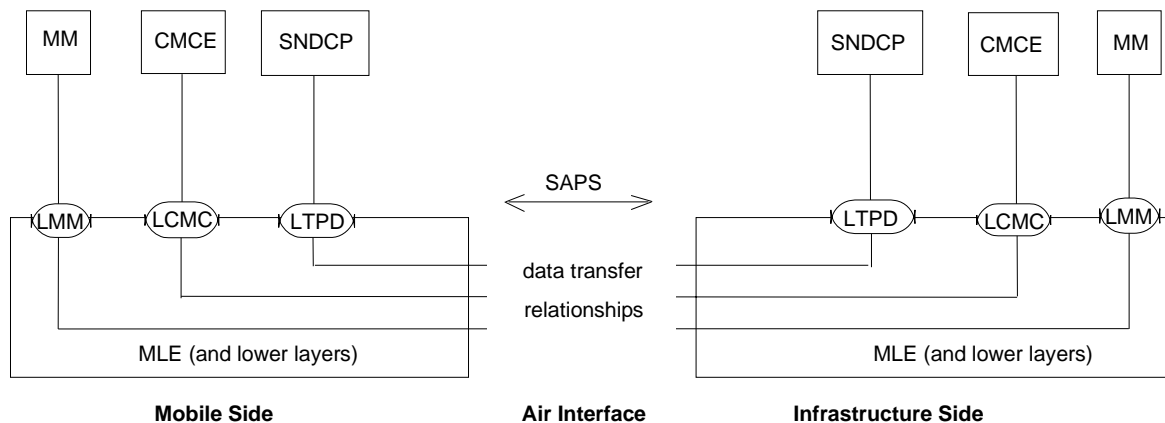 MM CMCE SNDCP SNDCP CMCE MM
SAPS
LMM LCMC LTPD LTPD LCMC LMM
data transfer
relationships
MLE (and lower layers) MLE (and lower layers)
Mobile Side Air Interface Infrastructure Side